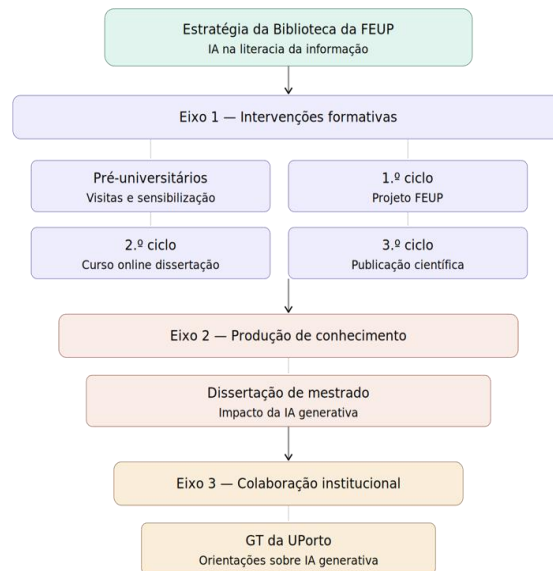 Estratégia da Biblioteca da FEUP
IA na literacia da informação
Eixo 1 — Intervenções formativas
Pré-universitários
Visitas e sensibilização
1.º ciclo
Projeto FEUP
2.º ciclo
Curso online dissertação
3.º ciclo
Publicação científica
Eixo 2 — Produção de conhecimento
Dissertação de mestrado
Impacto da IA generativa
Eixo 3 — Colaboração institucional
GT da UPorto
Orientações sobre IA generativa